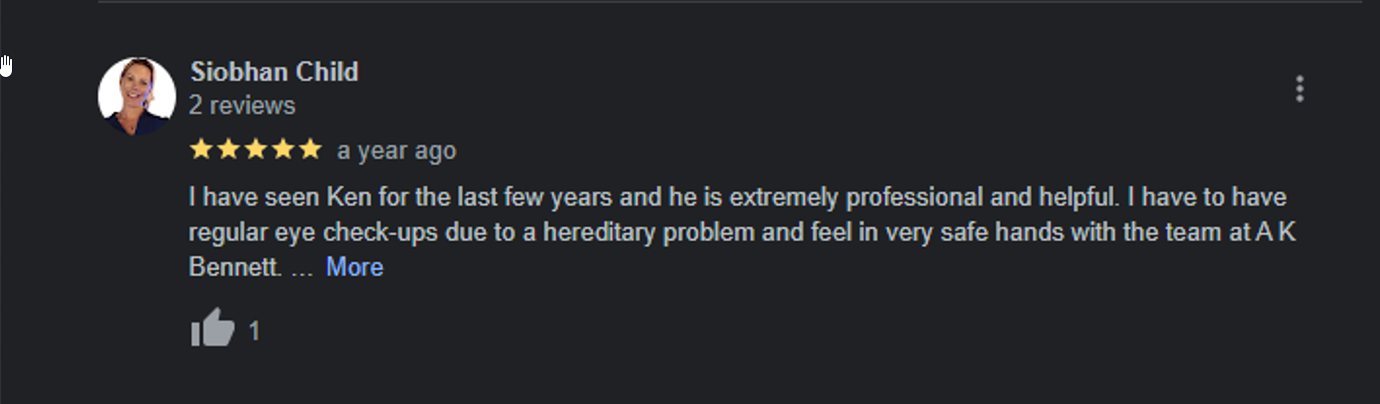 Siobhan Child
2 reviews
a year ago
I have seen Ken for the last few years and he is extremely professional and helpful. I have to have
regular eye check-ups due to a hereditary problem and feel in very safe hands with the team at A K
Bennett. ... More
1